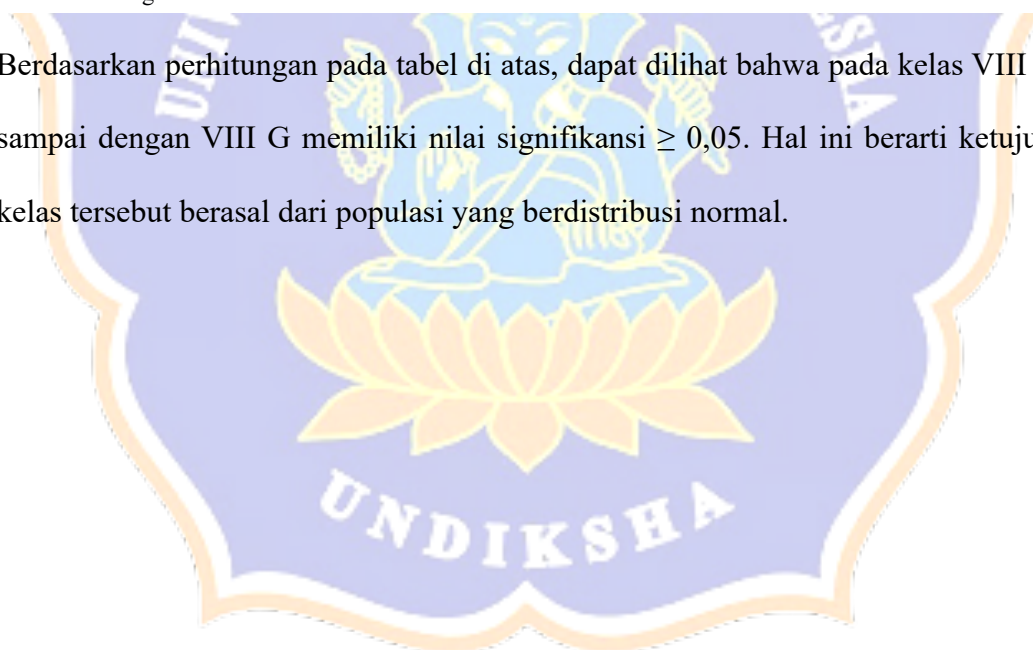 Berdasarkan perhitungan pada tabel di atas, dapat dilihat bahwa pada kelas VIII
sampai dengan VIII G memiliki nilai signifikansi ≥ 0,05. Hal ini berarti
kelas tersebut berasal dari populasi yang berdistribusi normal.
UNDIKSHA